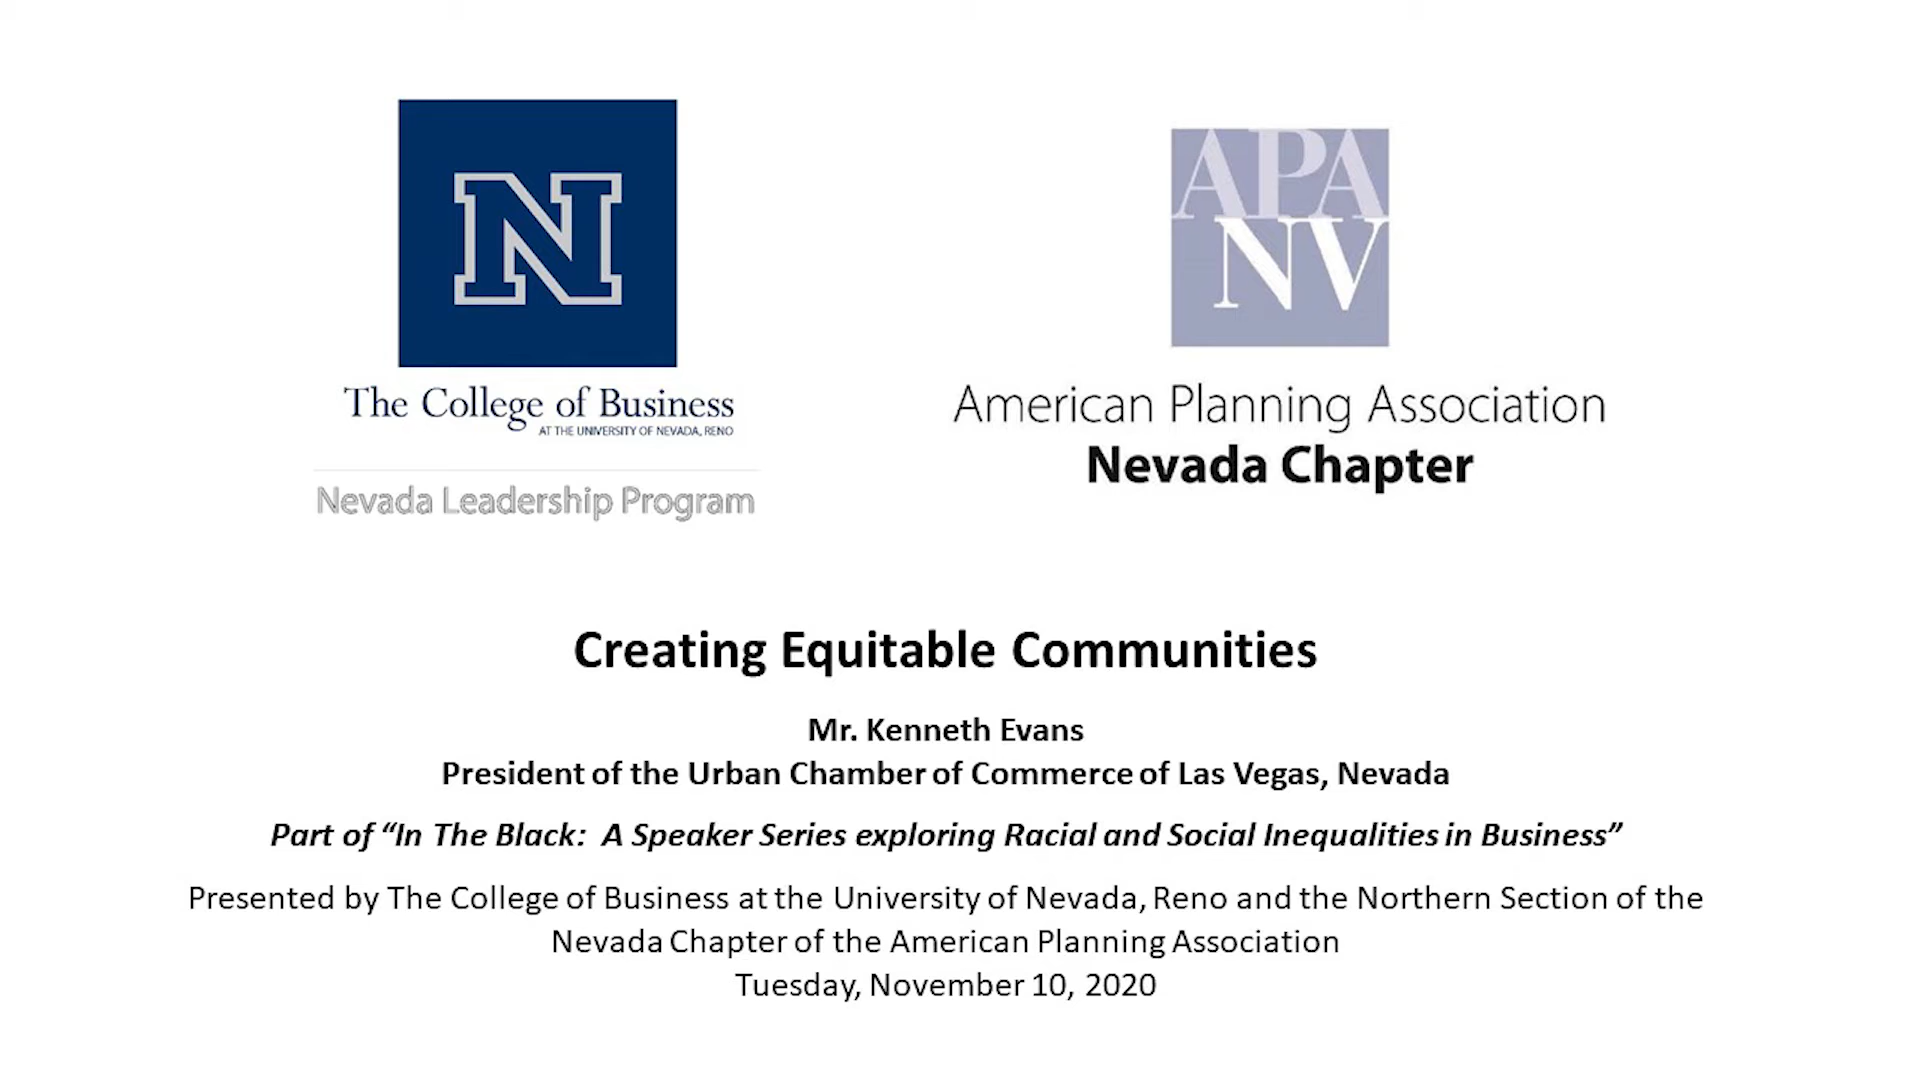 N
The College of Business
AT THE UNIVERSITY OF NEVADA, RENO
Nevada Leadership Program
APA
NV
American Planning Association
Nevada Chapter
Creating Equitable Communities
Mr. Kenneth Evans
President of the Urban Chamber of Commerce of Las Vegas, Nevada
Part of “In The Black:  A Speaker Series exploring Racial and Social Inequalities in Business”
Presented by The College of Business at the University of Nevada, Reno and the Northern Section of the
Nevada Chapter of the American Planning Association
Tuesday, November 10, 2020